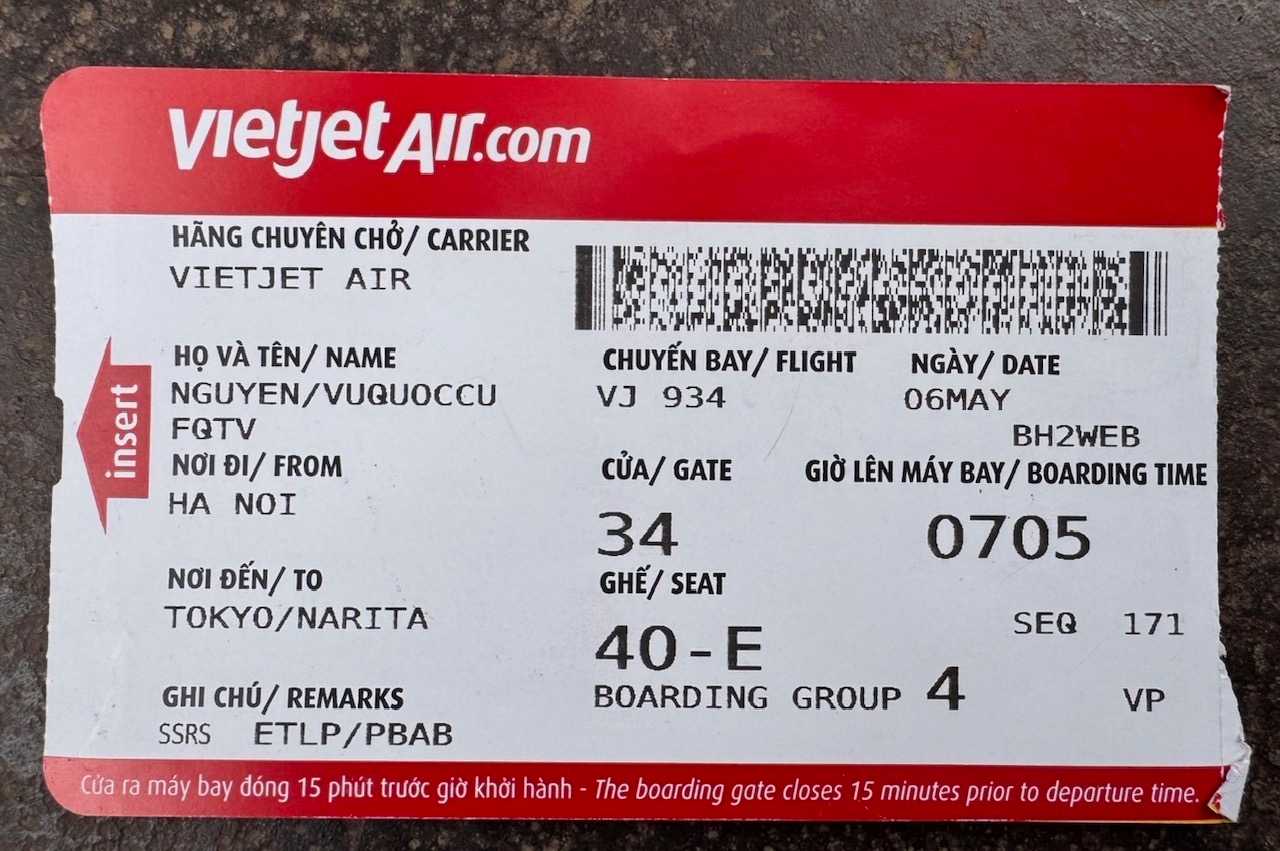 vietjetAir.com
HÃNG CHUYÊN CHỞ/ CARRIER
VIETJET AIR
HỌ VÀ TÊN/ NAME
NGUYEN/VUQUOCCU
FQTV
CHUYẾN BAY/ FLIGHT
VJ 934
NGÀY/ DATE
06MAY
BH2WEB
insert
NƠI ĐI/ FROM
HA NOI
CỬA/ GATE
34
GIỜ LÊN MÁY BAY/ BOARDING TIME
0705
NƠI ĐẾN/ TO
TOKYO/NARITA
GHẾ/ SEAT
40-E
SEQ 171
BOARDING GROUP 4
VP
GHI CHÚ/ REMARKS
SSRS ETLP/PBAB
Cửa ra máy bay đóng 15 phút trước giờ khởi hành - The boarding gate closes 15 minutes prior to departure time.